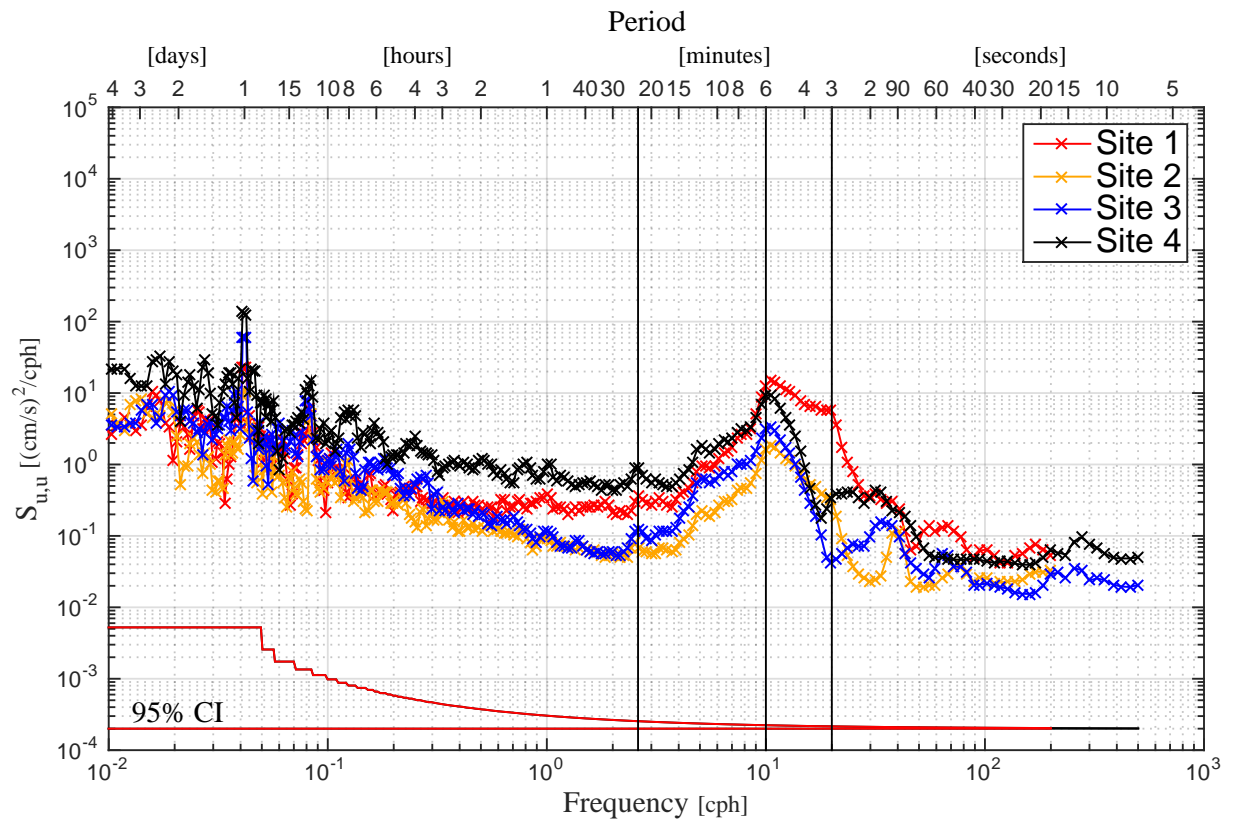 Period
[days] [hours] [minutes] [seconds]
4 3 2 1 15 10 8 6 4 3 2 1 40 30 20 15 10 8 6 4 3 2 90 60 40 30 20 15 10 5
10^5
Site 1
Site 2
Site 3
Site 4
10^4
10^3
10^2
10^1
10^0
10^-1
10^-2
10^-3
10^-4
S_u,u [(cm/s)^2/cph]
95% CI
10^-2 10^-1 10^0 10^1 10^2 10^3
Frequency [cph]